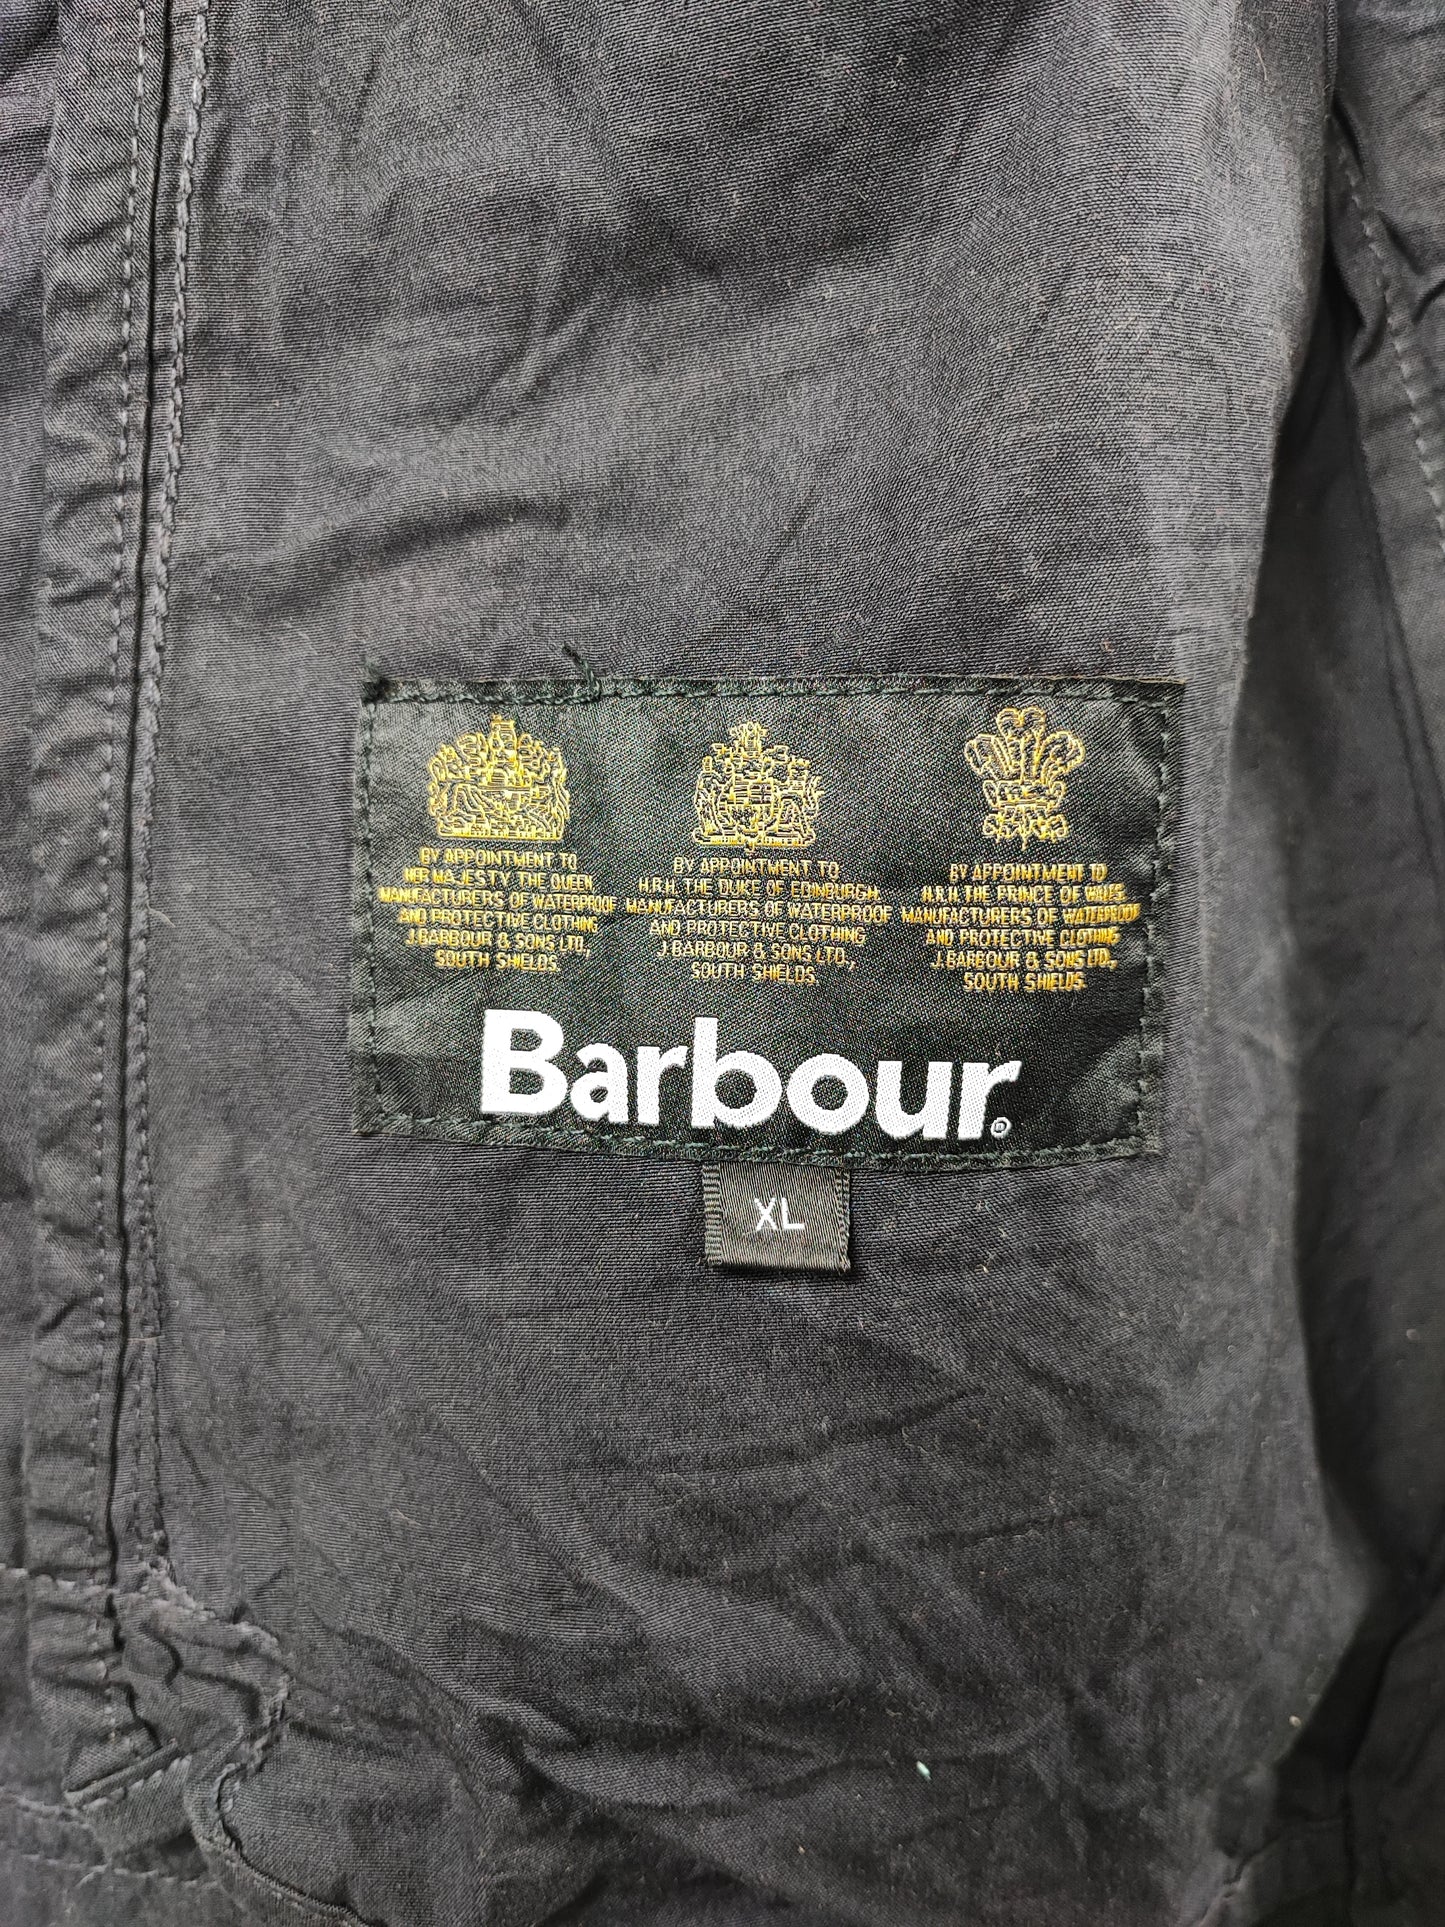 BY APPOINTMENT TO
HER MAJESTY THE QUEEN
MANUFACTURERS OF WATERPROOF
AND PROTECTIVE CLOTHING
J.BARBOUR & SONS LTD.,
SOUTH SHIELDS.
BY APPOINTMENT TO
H.R.H. THE DUKE OF EDINBURGH.
MANUFACTURERS OF WATERPROOF
AND PROTECTIVE CLOTHING
J.BARBOUR & SONS LTD.,
SOUTH SHIELDS.
BY APPOINTMENT TO
H.R.H. THE PRINCE OF WALES.
MANUFACTURERS OF WATERPROOF
AND PROTECTIVE CLOTHING
J.BARBOUR & SONS LTD.,
SOUTH SHIELDS.
Barbour®
XL